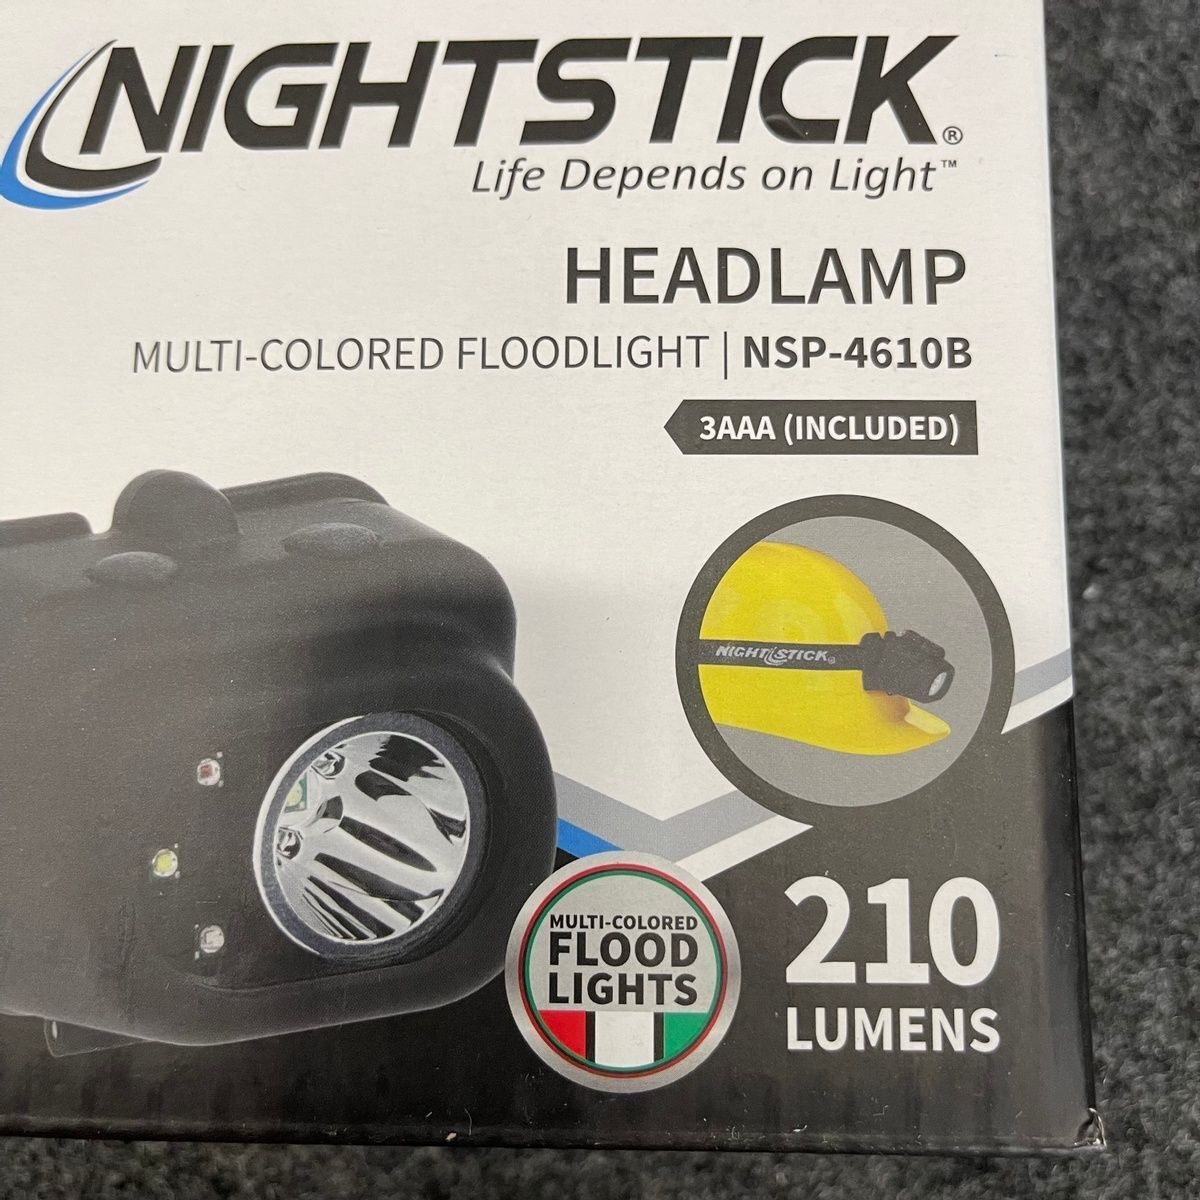 NIGHTSTICK®
Life Depends on Light™
HEADLAMP
MULTI-COLORED FLOODLIGHT | NSP-4610B
3AAA (INCLUDED)
NIGHTSTICK®
MULTI-COLORED
FLOOD
LIGHTS
210
LUMENS